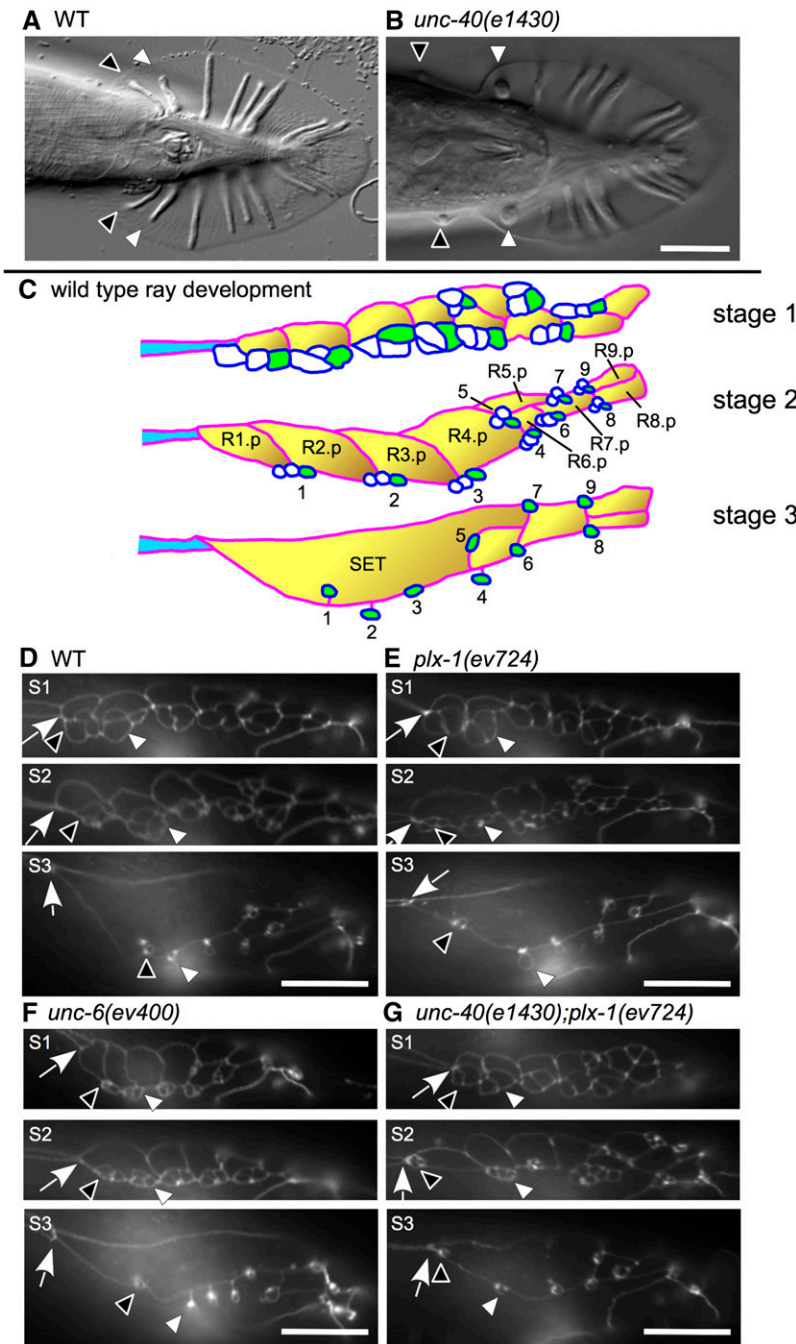 A WT
B unc-40(e1430)
C wild type ray development
stage 1
stage 2
R1.p R2.p R3.p R4.p R5.p R6.p R7.p R8.p R9.p
1 2 3 4 5 6 7 8 9
stage 3
SET
1 2 3 4 5 6 7 8 9
D WT
S1
S2
S3
E plx-1(ev724)
S1
S2
S3
F unc-6(ev400)
S1
S2
S3
G unc-40(e1430);plx-1(ev724)
S1
S2
S3